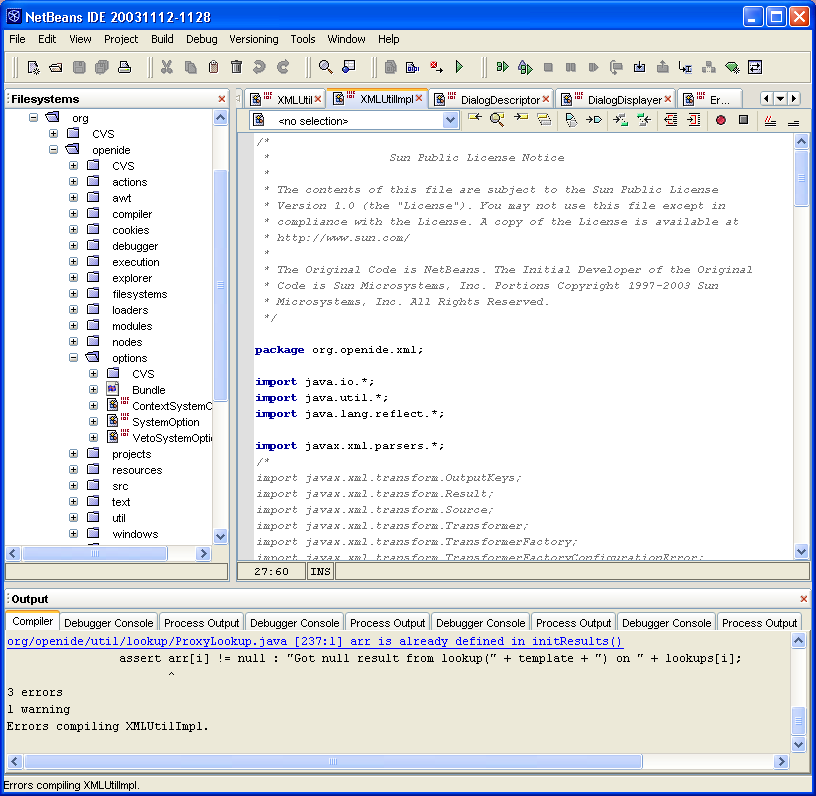 NetBeans IDE 20031112-1128
File Edit View Project Build Debug Versioning Tools Window Help
Filesystems
org
CVS
openide
CVS
actions
awt
compiler
cookies
debugger
execution
explorer
filesystems
loaders
modules
nodes
options
CVS
Bundle
ContextSystemO
SystemOption
VetoSystemOptio
projects
resources
src
text
util
windows
XMLUtil XMLUtilImpl DialogDescriptor DialogDisplayer Er...
<no selection>
/*
* Sun Public License Notice
*
* The contents of this file are subject to the Sun Public License
* Version 1.0 (the "License"). You may not use this file except in
* compliance with the License. A copy of the License is available at
* http://www.sun.com/
*
* The Original Code is NetBeans. The Initial Developer of the Original
* Code is Sun Microsystems, Inc. Portions Copyright 1997-2003 Sun
* Microsystems, Inc. All Rights Reserved.
*/
package org.openide.xml;
import java.io.*;
import java.util.*;
import java.lang.reflect.*;
import javax.xml.parsers.*;
/*
import javax.xml.transform.OutputKeys;
import javax.xml.transform.Result;
import javax.xml.transform.Source;
import javax.xml.transform.Transformer;
import javax.xml.transform.TransformerFactory;
import javax.xml.transform.TransformerFactoryConfigurationError;
27:60 INS
Output
Compiler Debugger Console Process Output Debugger Console Process Output Debugger Console Process Output Debugger Console Process Output
org/openide/util/lookup/ProxyLookup.java [237:1] arr is already defined in initResults()
assert arr[i] != null : "Got null result from lookup(" + template + ") on " + lookups[i];
^
3 errors
1 warning
Errors compiling XMLUtilImpl.
Errors compiling XMLUtilImpl.